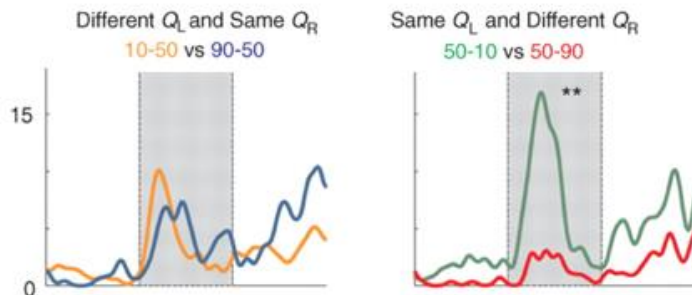 Different QL and Same QR
10-50 vs 90-50
Same QL and Different QR
50-10 vs 50-90
15
0
**